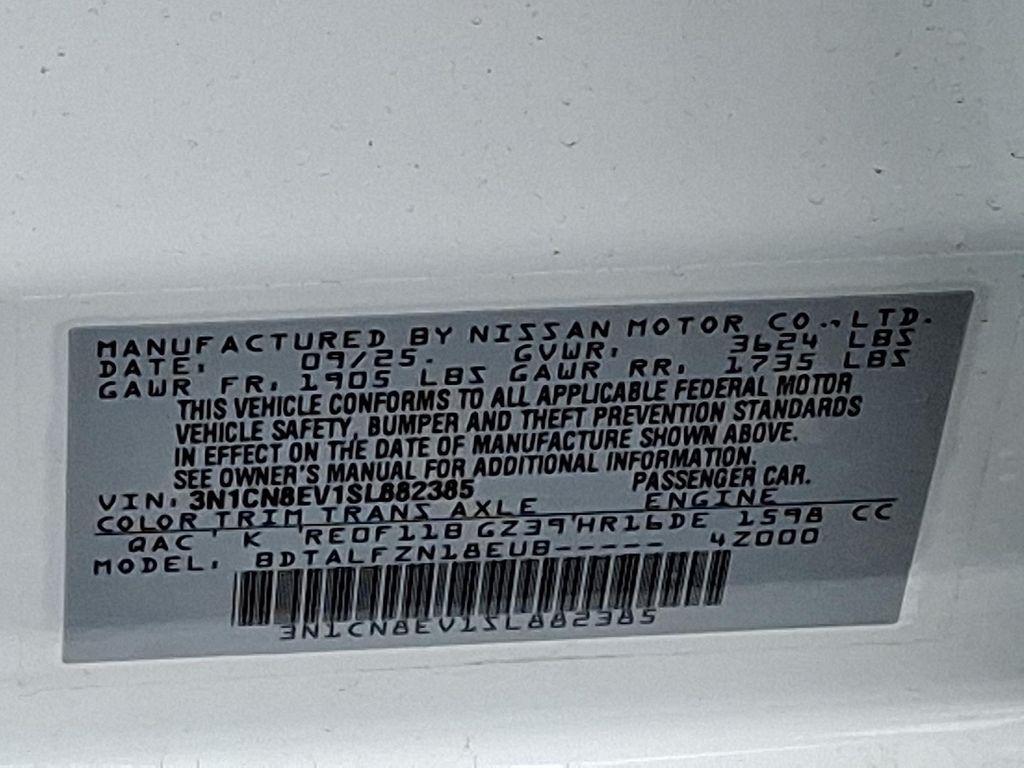 MANUFACTURED BY NISSAN MOTOR CO., LTD.
DATE: 09/25. GVWR: 3624 LBS
GAWR FR: 1905 LBS GAWR RR: 1735 LBS
THIS VEHICLE CONFORMS TO ALL APPLICABLE FEDERAL MOTOR
VEHICLE SAFETY, BUMPER AND THEFT PREVENTION STANDARDS
IN EFFECT ON THE DATE OF MANUFACTURE SHOWN ABOVE.
SEE OWNER'S MANUAL FOR ADDITIONAL INFORMATION.
PASSENGER CAR.
VIN: 3N1CN8EV1SL882385
COLOR TRIM TRANS AXLE ENGINE
QAC K RE0F11B GZ39 HR16DE 1598 CC
MODEL: BDTALFZN18EUB----- 4Z000
3N1CN8EV1SL882385